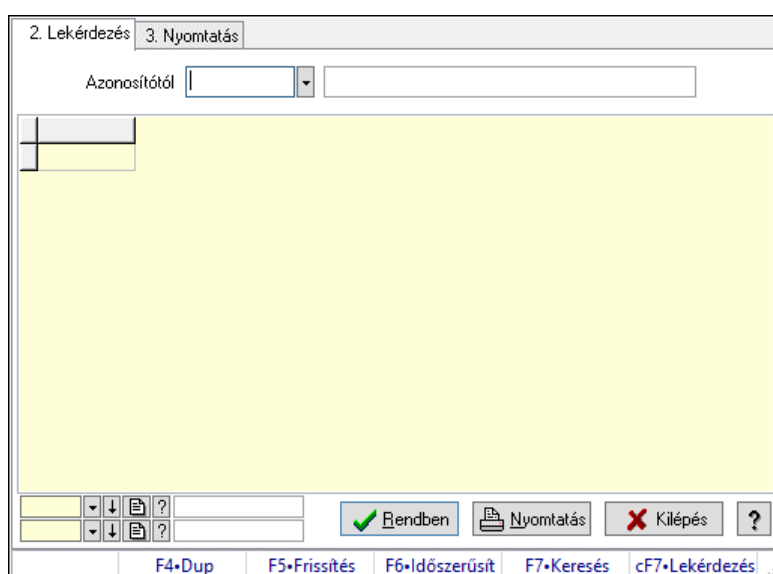 2. Lekérdezés 3. Nyomtatás
Azonosítótól
?
? Rendben Nyomtatás Kilépés ?
F4•Dup F5•Frissítés F6•Időszerűsít F7•Keresés cF7•Lekérdezés